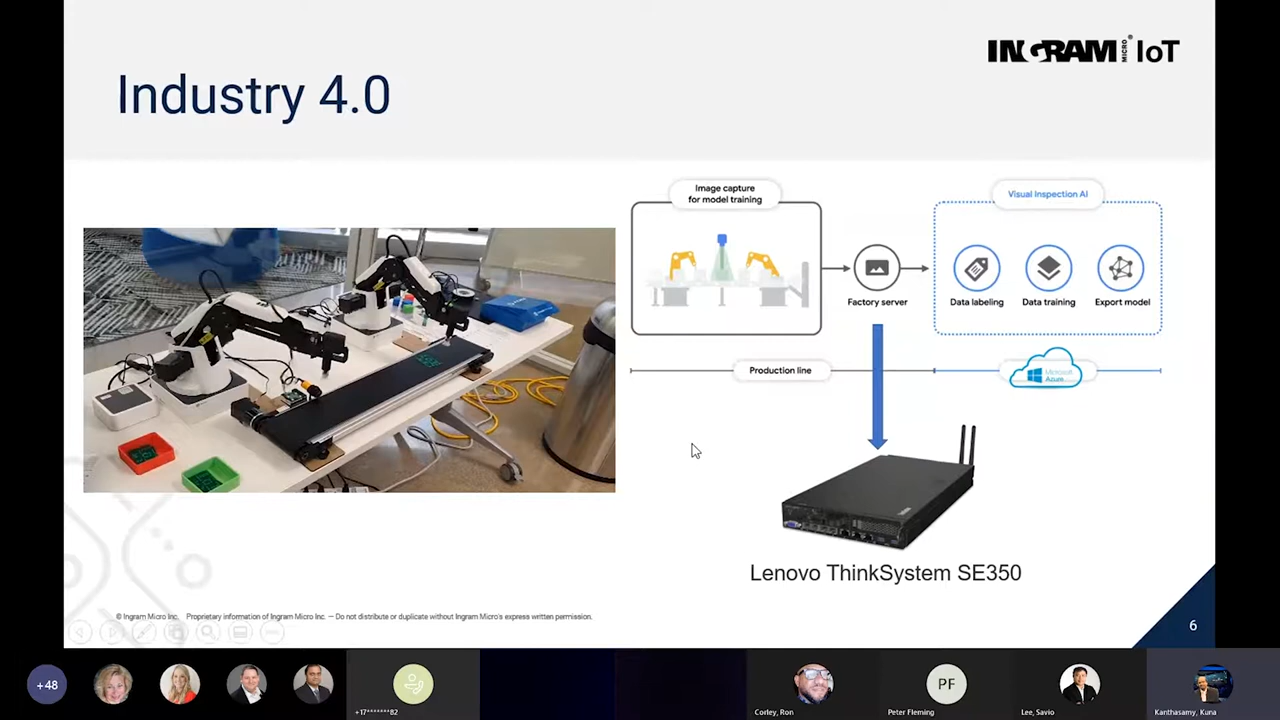 INGRAM MICRO® IoT
Industry 4.0
Image capture
for model training
Visual Inspection AI
Factory server
Data labeling
Data training
Export model
Production line
Microsoft
Azure
Lenovo ThinkSystem SE350
© Ingram Micro Inc. Proprietary information of Ingram Micro Inc. — Do not distribute or duplicate without Ingram Micro's express written permission.
6
+48
+17*******82
Corley, Ron
PF
Peter Fleming
Lee, Savio
Kanthasamy, Kuna